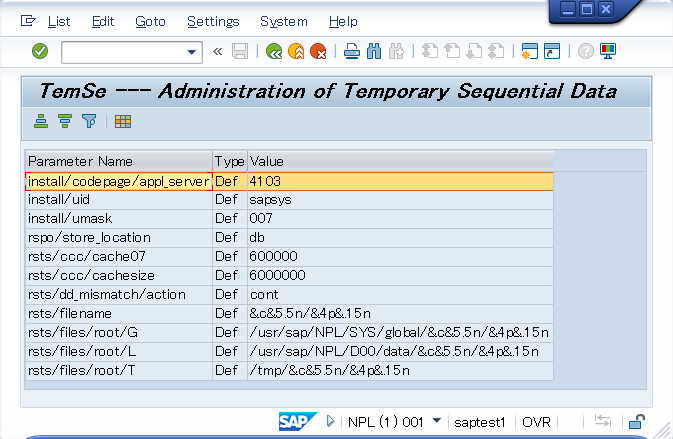 List Edit Goto Settings System Help
«
TemSe --- Administration of Temporary Sequential Data
Parameter Name Type Value
install/codepage/appl_server Def 4103
install/uid Def sapsys
install/umask Def 007
rspo/store_location Def db
rsts/ccc/cache07 Def 600000
rsts/ccc/cachesize Def 6000000
rsts/dd_mismatch/action Def cont
rsts/filename Def &c&5.5n/&4p&.15n
rsts/files/root/G Def /usr/sap/NPL/SYS/global/&c&5.5n/&4p&.15n
rsts/files/root/L Def /usr/sap/NPL/D00/data/&c&5.5n/&4p&.15n
rsts/files/root/T Def /tmp/&c&5.5n/&4p&.15n
SAP NPL (1) 001 saptest1 OVR